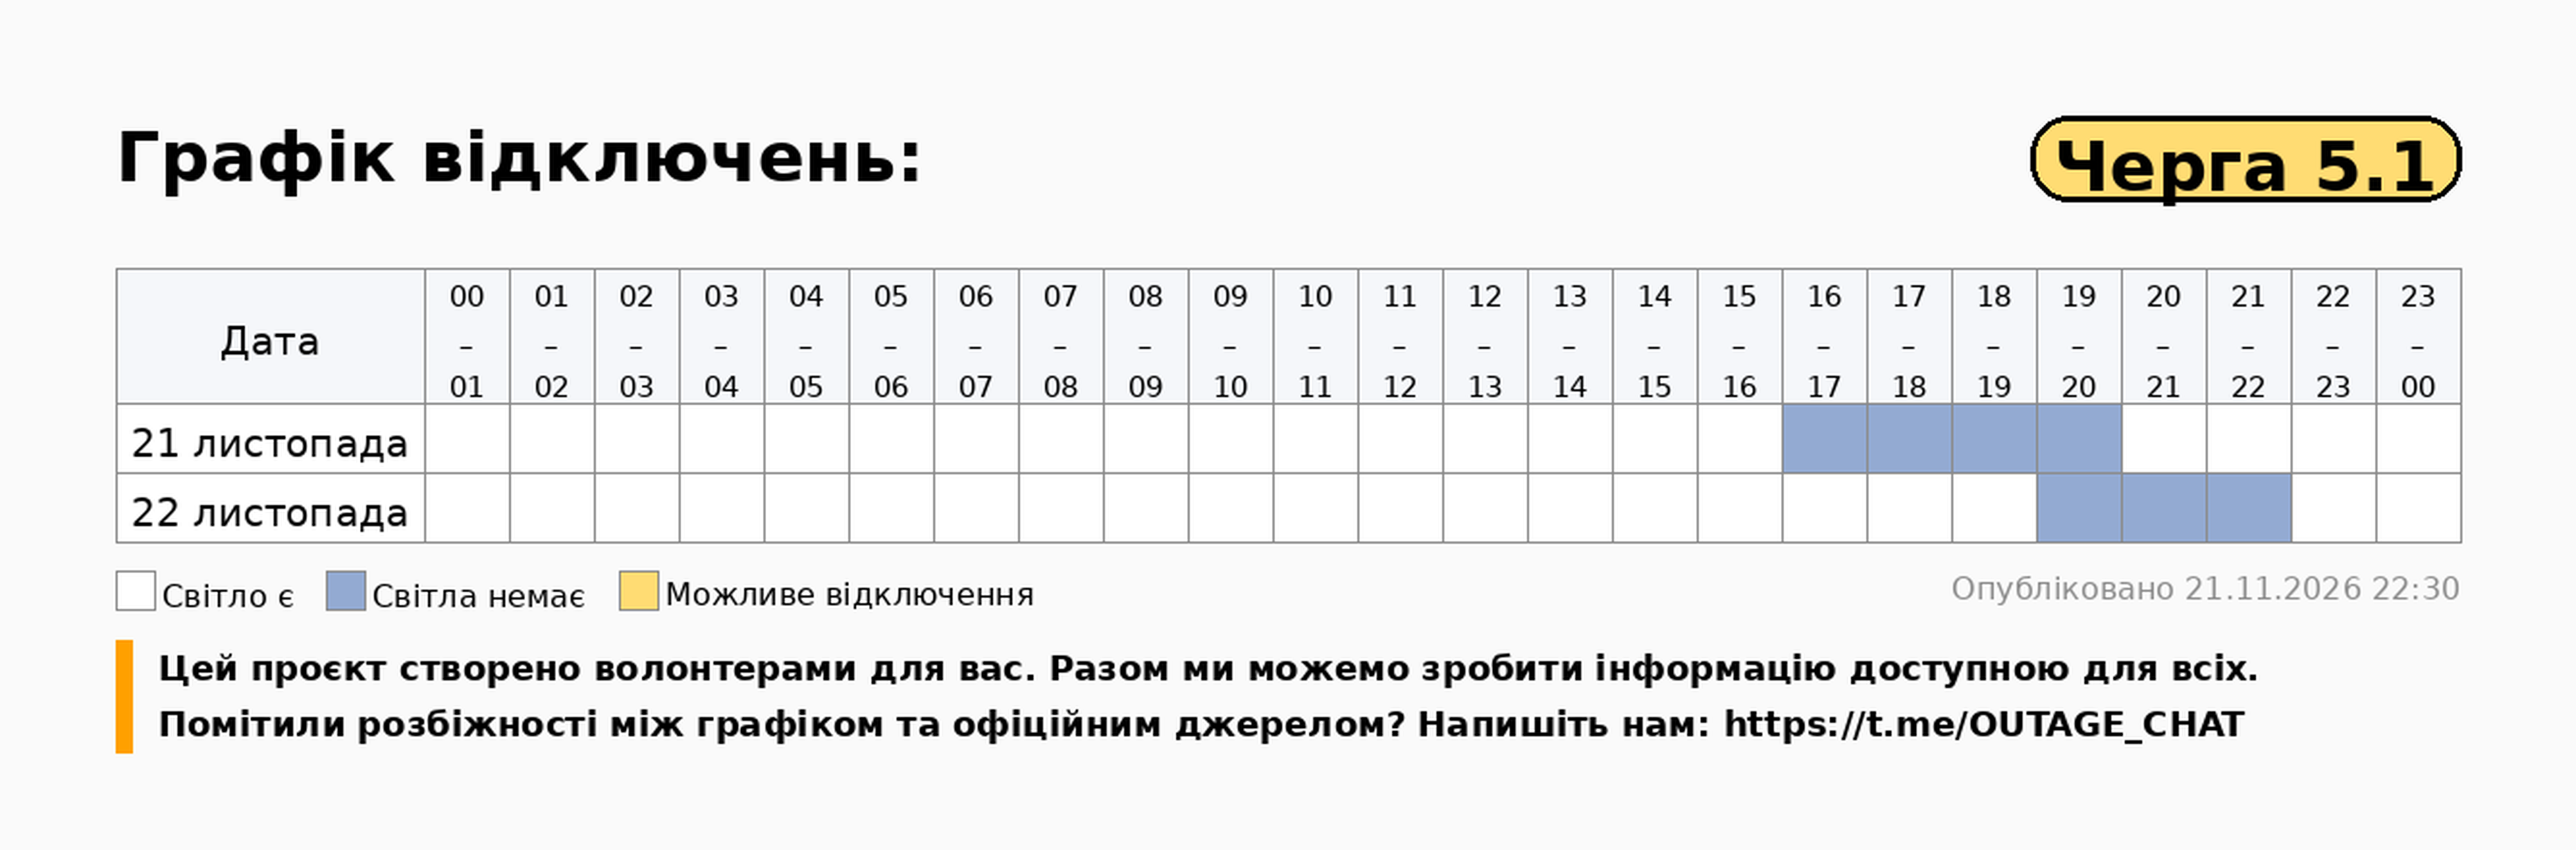 Графік відключень:
Черга 5.1
Дата 00 – 01 01 – 02 02 – 03 03 – 04 04 – 05 05 – 06 06 – 07 07 – 08 08 – 09 09 – 10 10 – 11 11 – 12 12 – 13 13 – 14 14 – 15 15 – 16 16 – 17 17 – 18 18 – 19 19 – 20 20 – 21 21 – 22 22 – 23 23 – 00
21 листопада
22 листопада
Світло є Світла немає Можливе відключення
Опубліковано 21.11.2026 22:30
Цей проєкт створено волонтерами для вас. Разом ми можемо зробити інформацію доступною для всіх.
Помітили розбіжності між графіком та офіційним джерелом? Напишіть нам: https://t.me/OUTAGE_CHAT